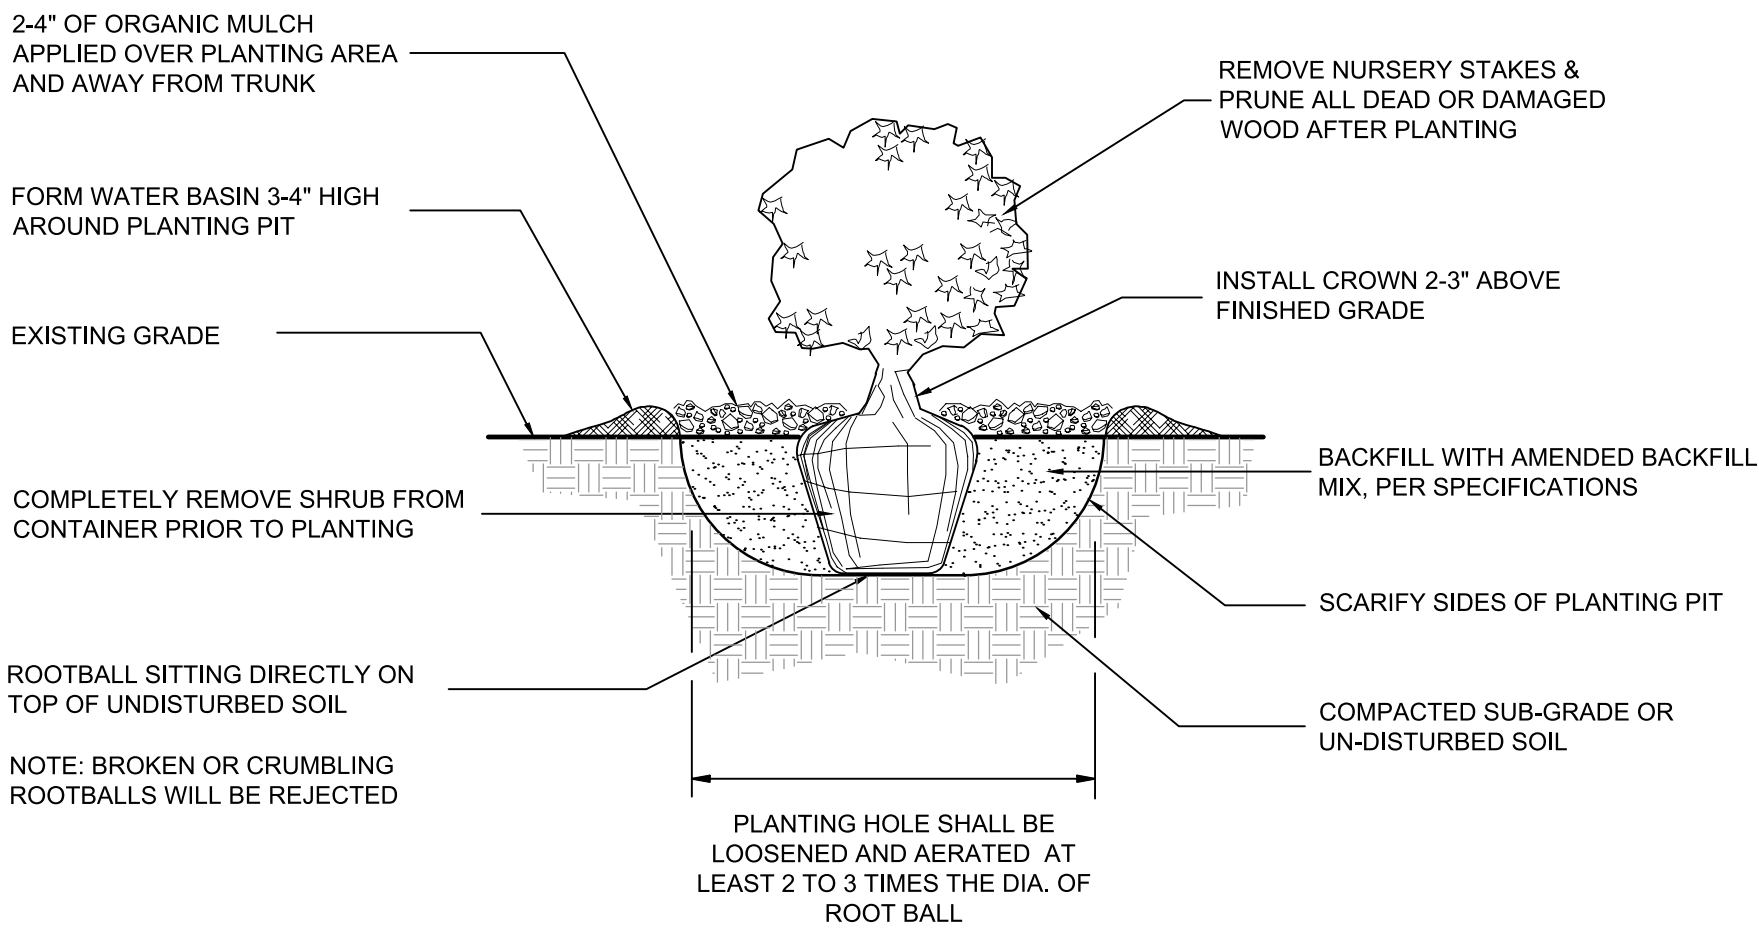 2-4" OF ORGANIC MULCH
APPLIED OVER PLANTING AREA
AND AWAY FROM TRUNK
FORM WATER BASIN 3-4" HIGH
AROUND PLANTING PIT
EXISTING GRADE
COMPLETELY REMOVE SHRUB FROM
CONTAINER PRIOR TO PLANTING
ROOTBALL SITTING DIRECTLY ON
TOP OF UNDISTURBED SOIL
NOTE: BROKEN OR CRUMBLING
ROOTBALLS WILL BE REJECTED
REMOVE NURSERY STAKES &
PRUNE ALL DEAD OR DAMAGED
WOOD AFTER PLANTING
INSTALL CROWN 2-3" ABOVE
FINISHED GRADE
BACKFILL WITH AMENDED BACKFILL
MIX, PER SPECIFICATIONS
SCARIFY SIDES OF PLANTING PIT
COMPACTED SUB-GRADE OR
UN-DISTURBED SOIL
PLANTING HOLE SHALL BE
LOOSENED AND AERATED AT
LEAST 2 TO 3 TIMES THE DIA. OF
ROOT BALL